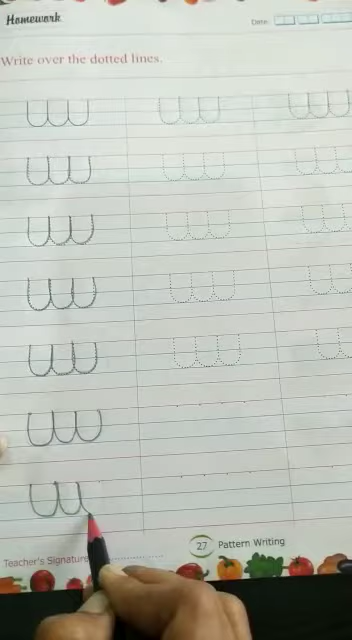 Homework
Date:
Write over the dotted lines.
27 Pattern Writing
Teacher's Signature